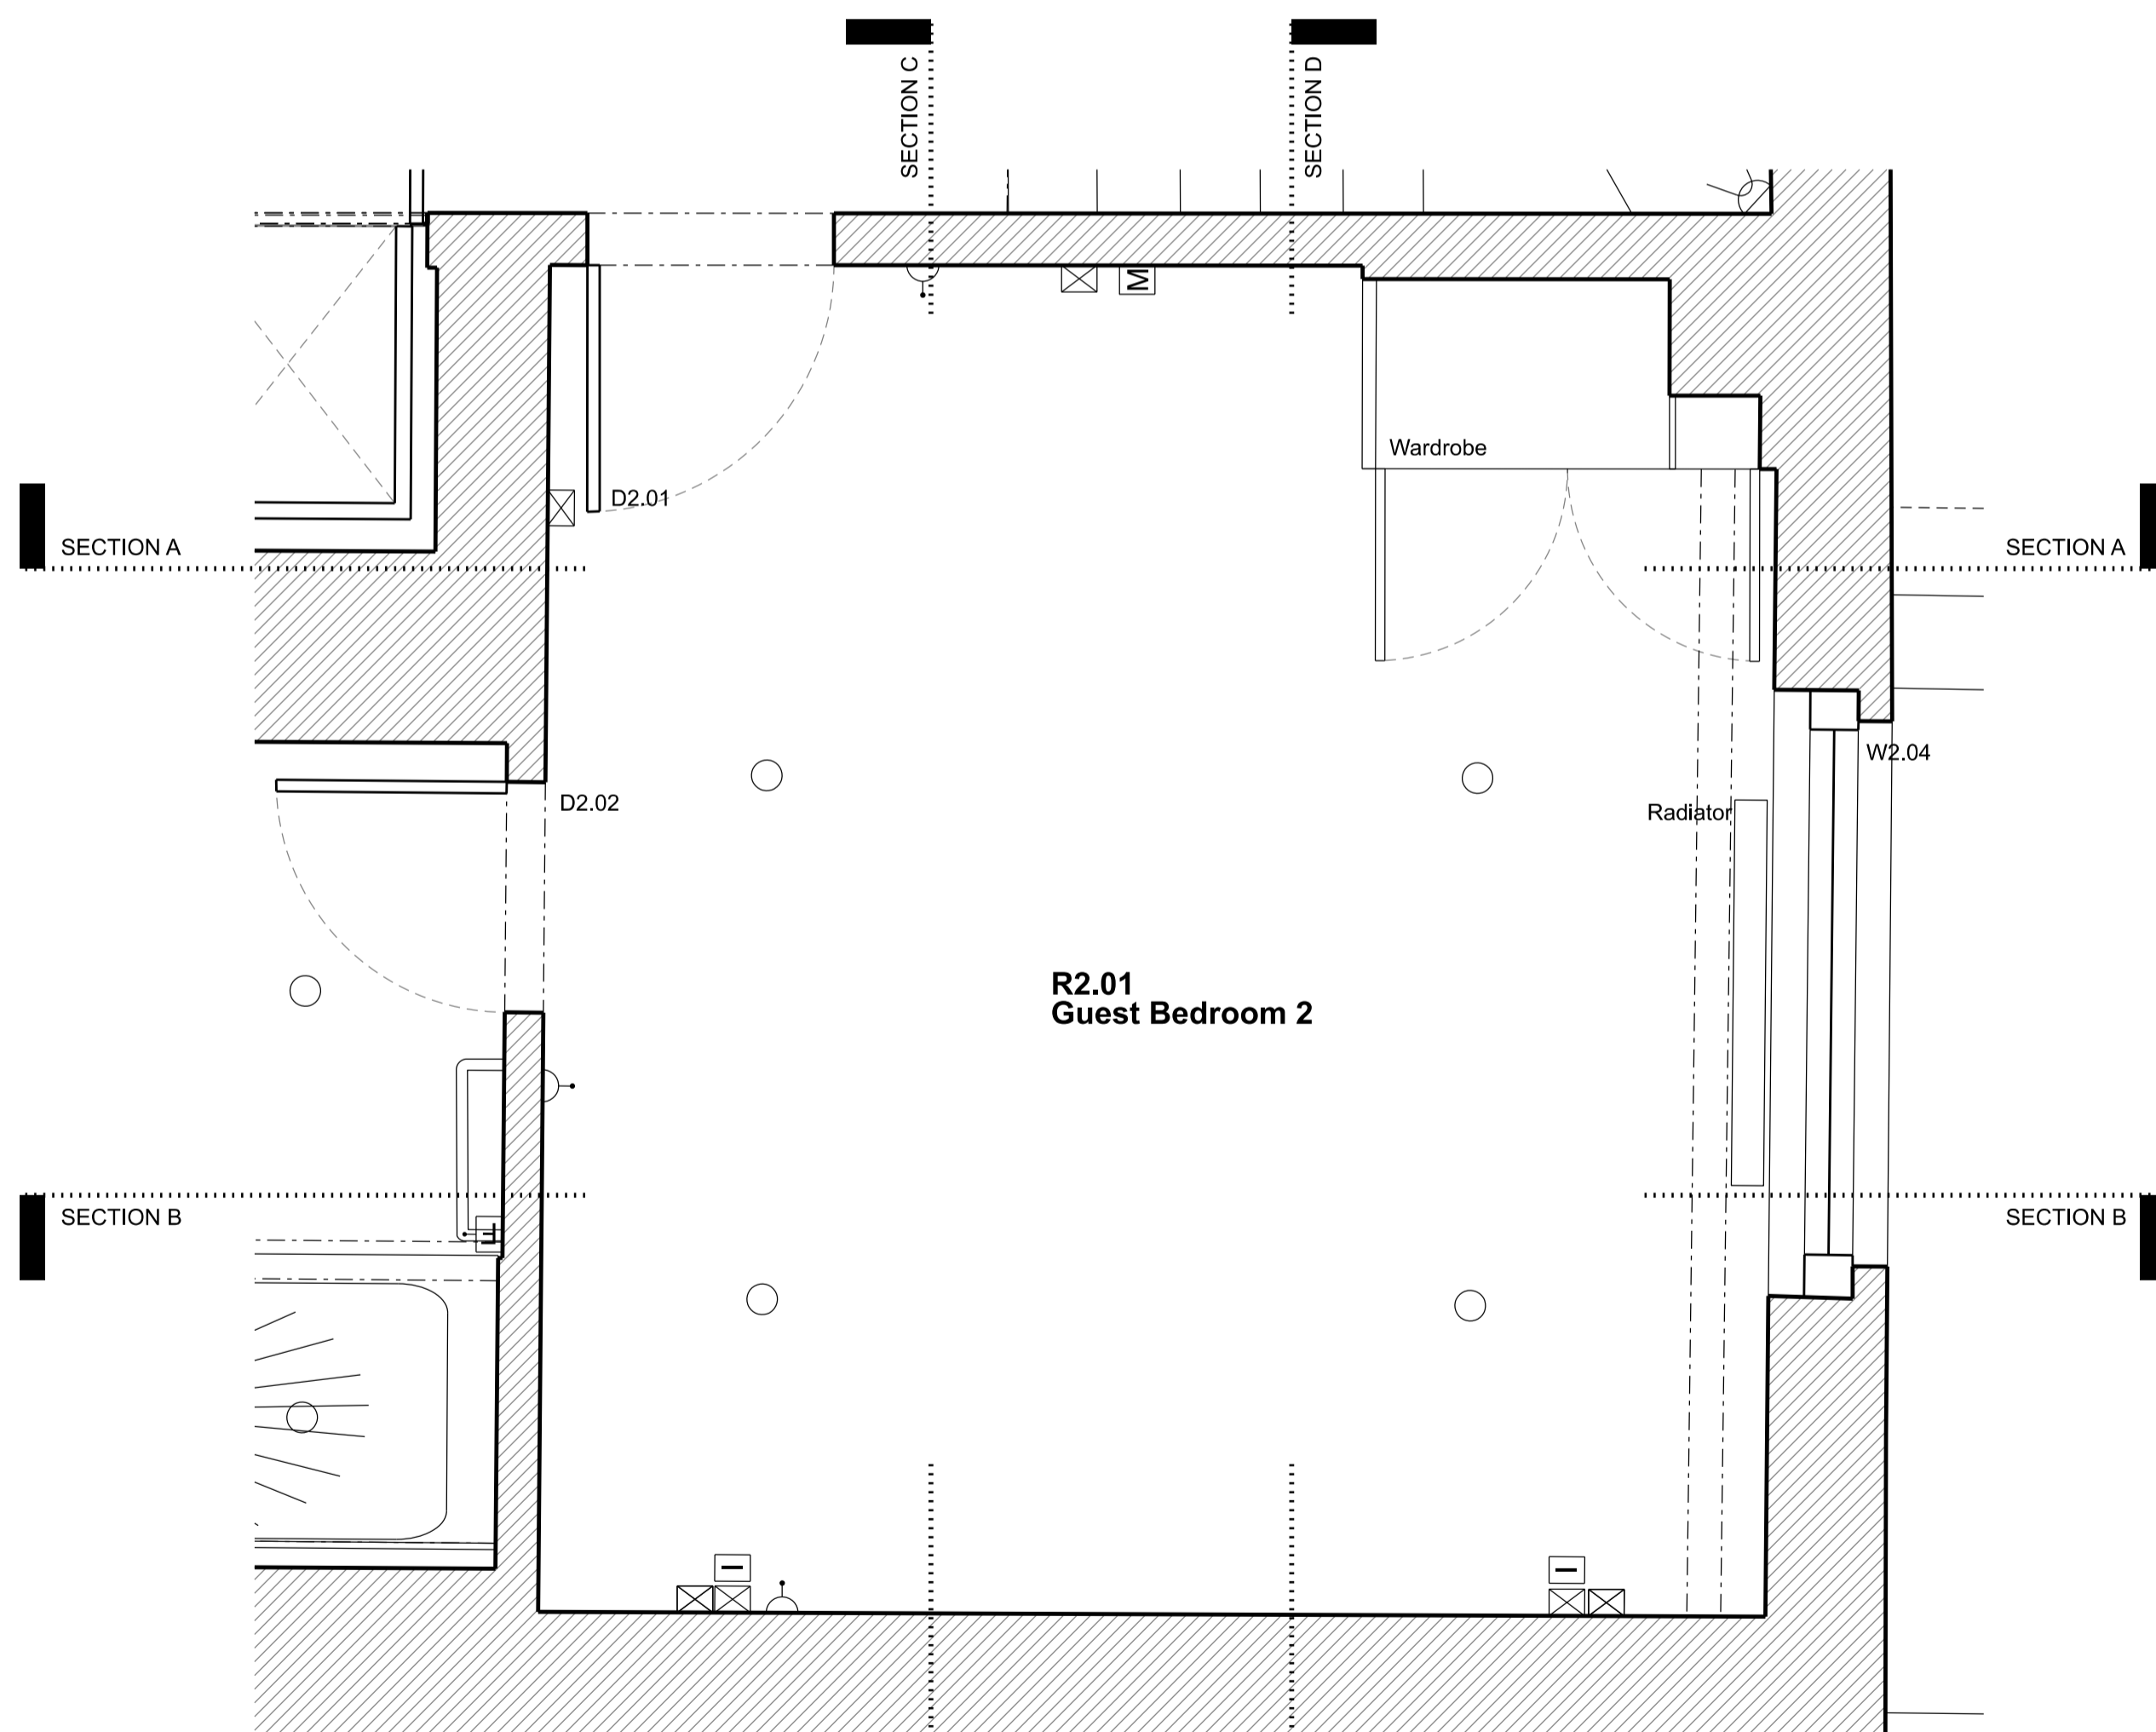 SECTION C
SECTION D
M
Wardrobe
D2.01
SECTION A
SECTION A
W2.04
D2.02
Radiator
R2.01
Guest Bedroom 2
SECTION B
SECTION B
I
I